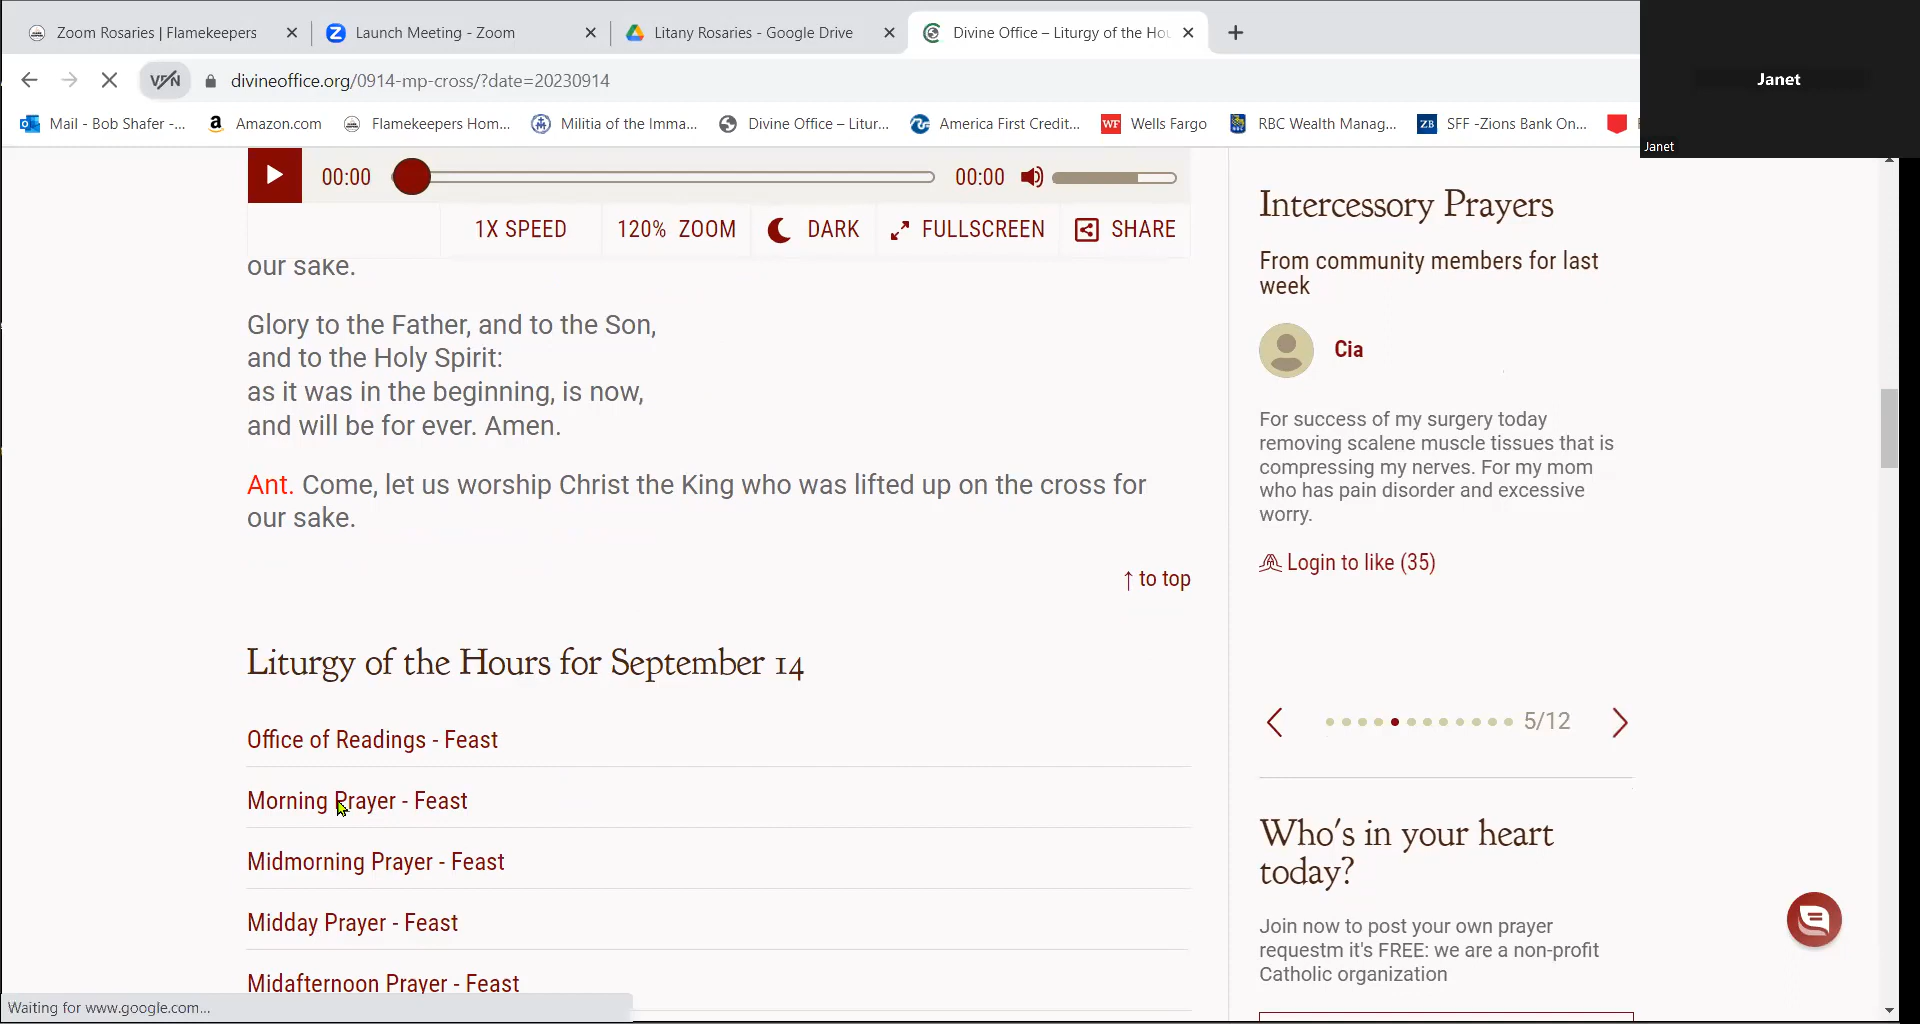 Zoom Rosaries | Flamekeepers
Launch Meeting - Zoom
Litany Rosaries - Google Drive
Divine Office – Liturgy of the Hou
Janet
VPN
divineoffice.org/0914-mp-cross/?date=20230914
Mail - Bob Shafer -...
Amazon.com
Flamekeepers Hom...
Militia of the Imma...
Divine Office – Litur...
America First Credit...
WF Wells Fargo
RBC Wealth Manag...
ZB SFF -Zions Bank On...
Janet
00:00
00:00
1X SPEED
120% ZOOM
DARK
FULLSCREEN
SHARE
our sake.
Glory to the Father, and to the Son,
and to the Holy Spirit:
as it was in the beginning, is now,
and will be for ever. Amen.
Ant. Come, let us worship Christ the King who was lifted up on the cross for
our sake.
↑ to top
Liturgy of the Hours for September 14
Office of Readings - Feast
Morning Prayer - Feast
Midmorning Prayer - Feast
Midday Prayer - Feast
Midafternoon Prayer - Feast
Waiting for www.google.com...
Intercessory Prayers
From community members for last
week
Cia
For success of my surgery today
removing scalene muscle tissues that is
compressing my nerves. For my mom
who has pain disorder and excessive
worry.
Login to like (35)
5/12
Who's in your heart
today?
Join now to post your own prayer
requestm it's FREE: we are a non-profit
Catholic organization